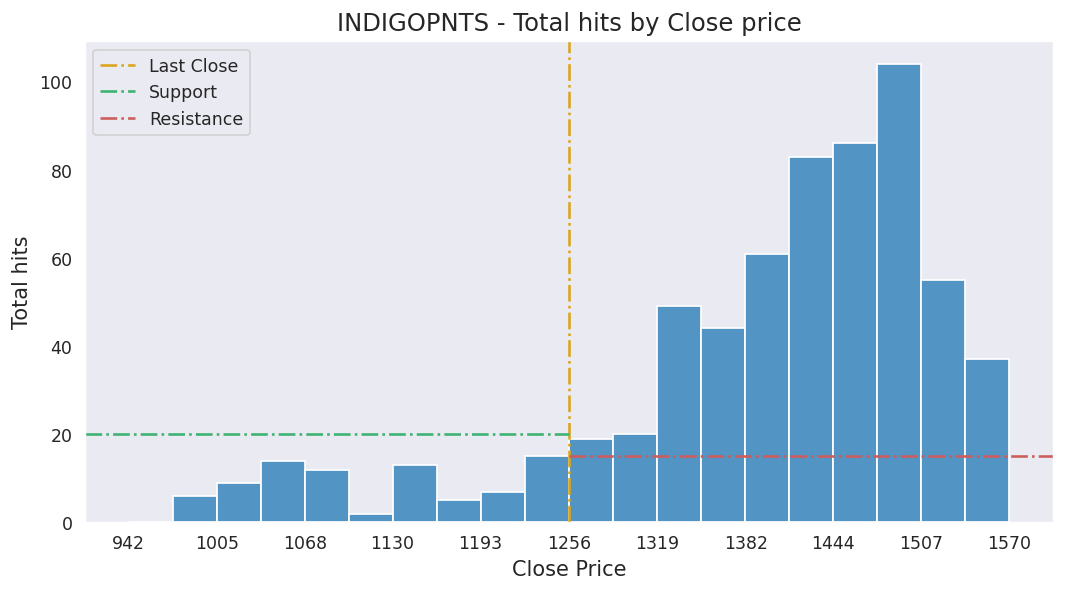 INDIGOPNTS - Total hits by Close price
Last Close
Support
Resistance
Total hits
100
80
60
40
20
0
942 1005 1068 1130 1193 1256 1319 1382 1444 1507 1570
Close Price